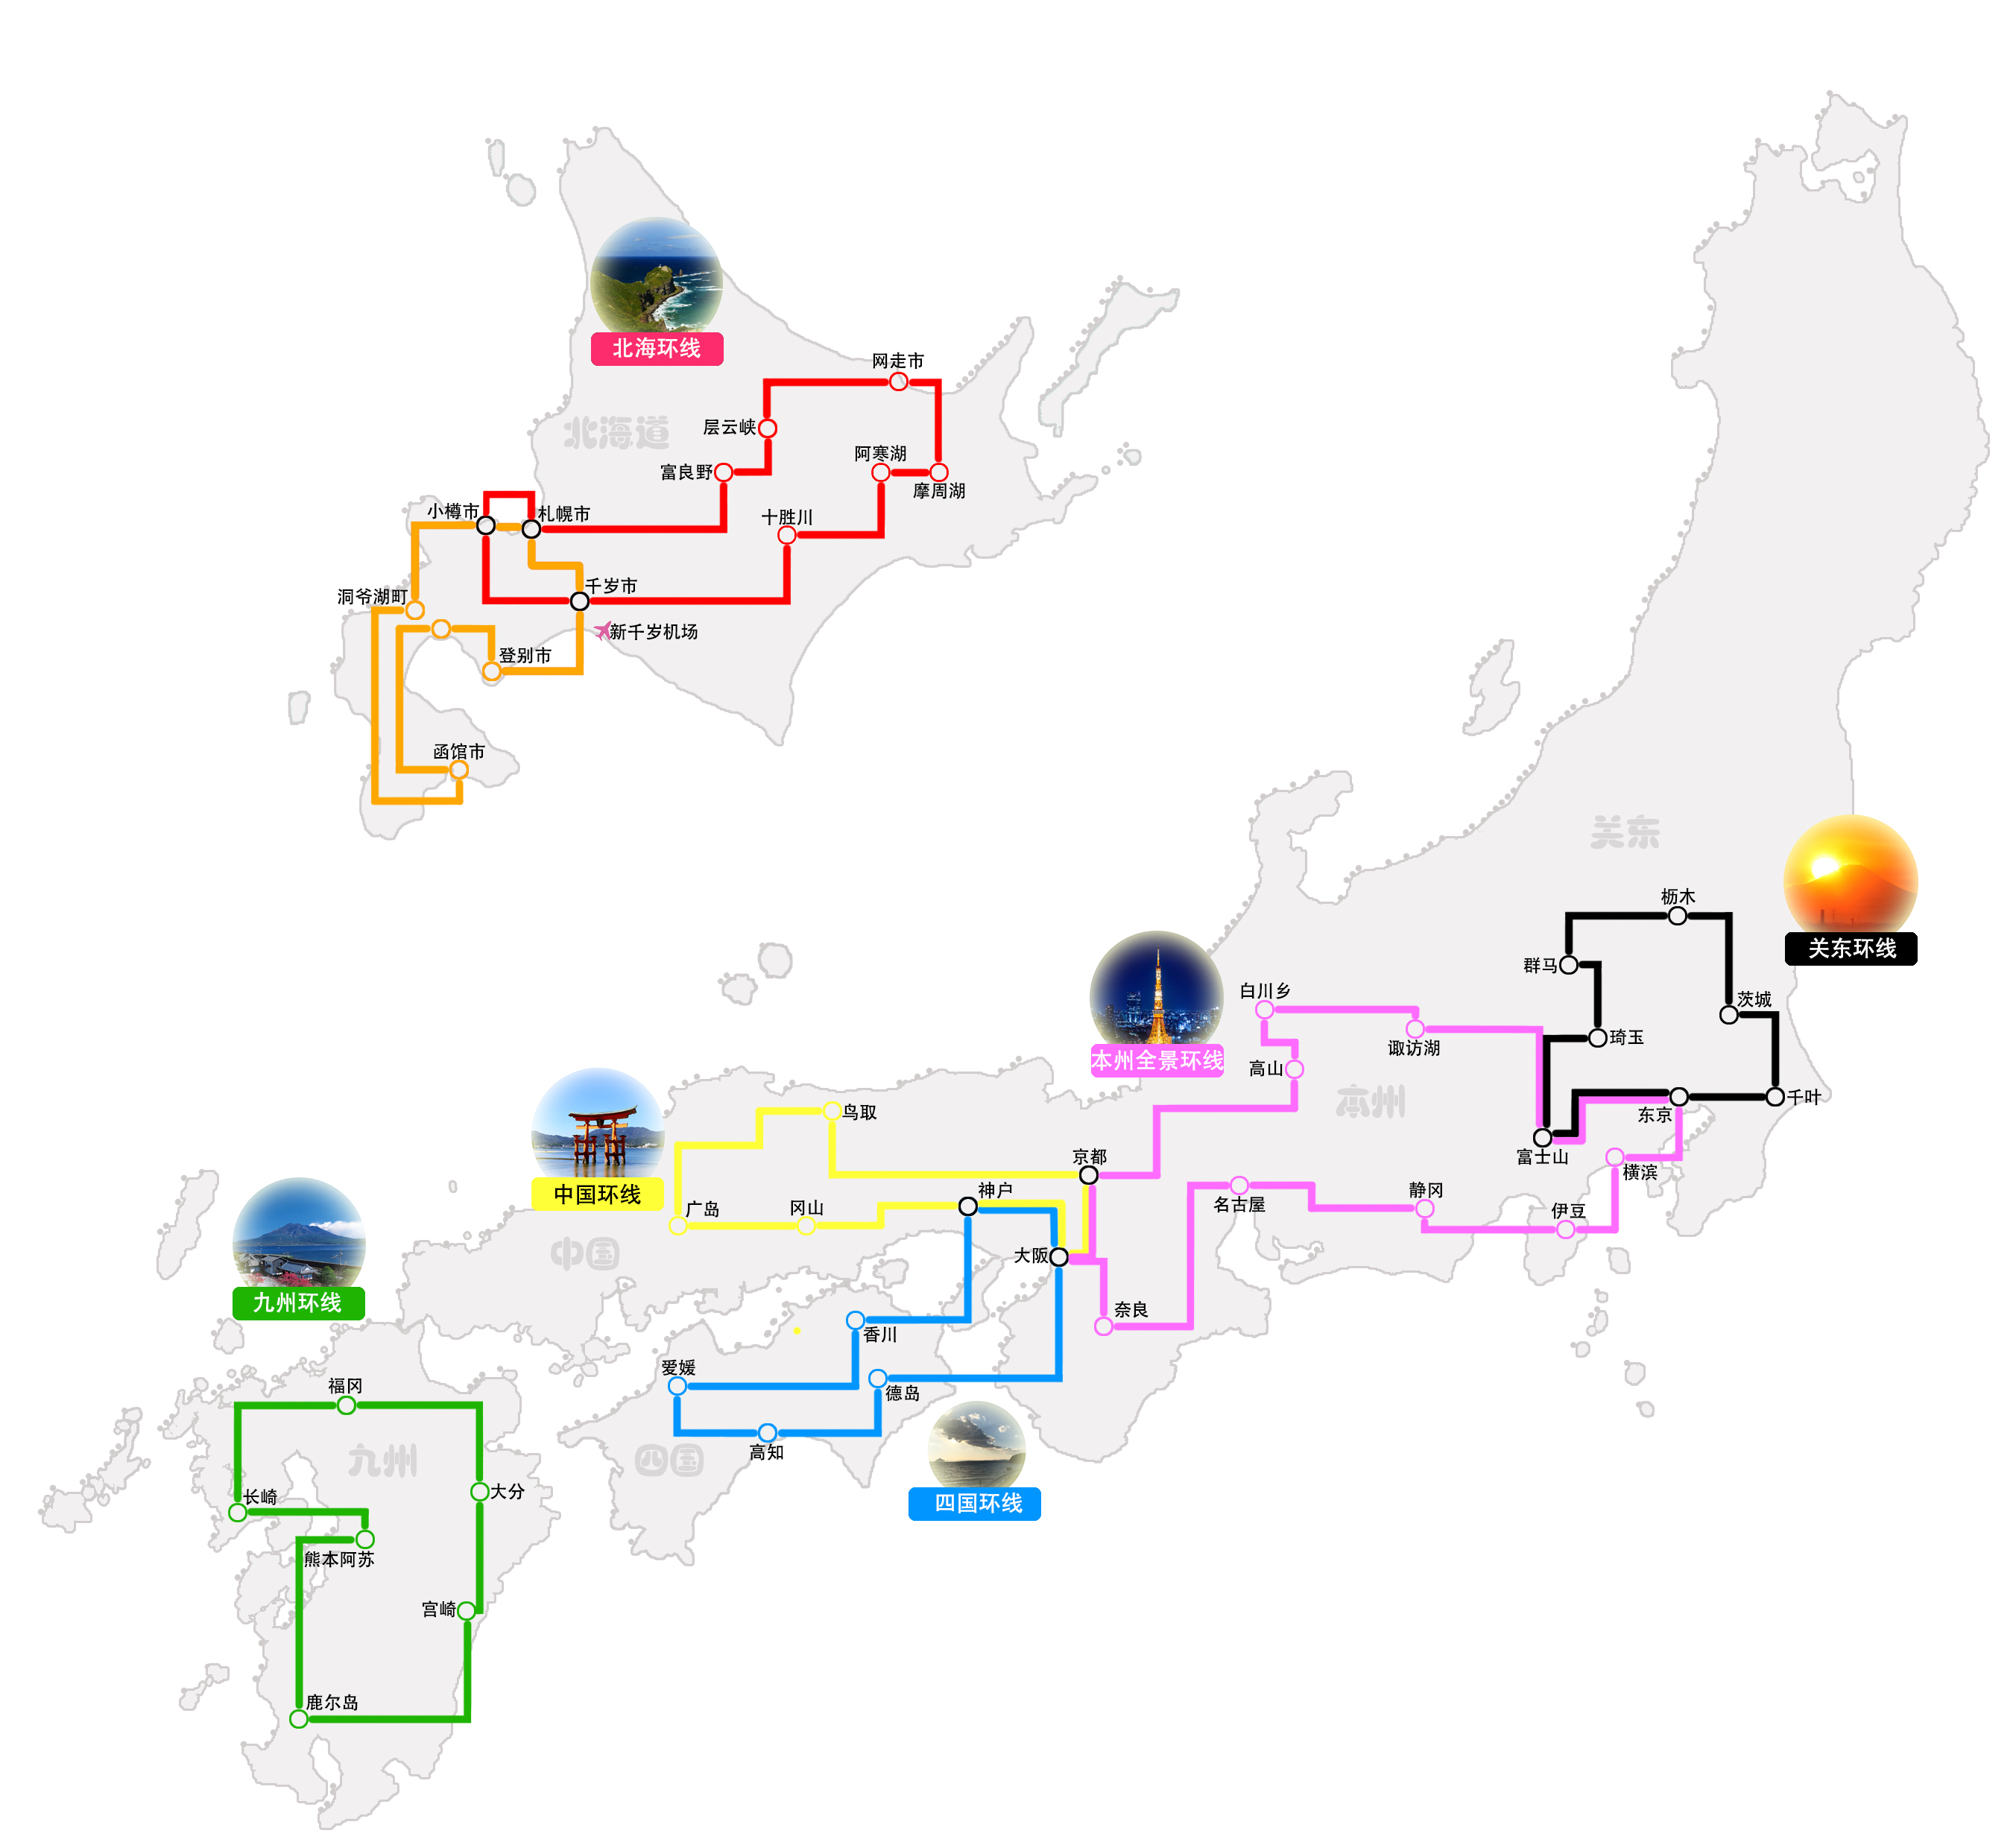 北海环线
网走市
层云峡
北海道
阿寒湖
富良野
摩周湖
小樽市
札幌市
十胜川
千岁市
洞爷湖町
新千岁机场
登别市
函馆市
关东
枥木
关东环线
群马
白川乡
茨城
琦玉
诹访湖
本州全景环线
高山
本州
千叶
鸟取
东京
京都
富士山
横滨
中国环线
神户
静冈
广岛
冈山
名古屋
伊豆
中国
大阪
九州环线
奈良
香川
爱媛
福冈
德岛
高知
九州
四国
大分
长崎
四国环线
熊本阿苏
宫崎
鹿尔岛